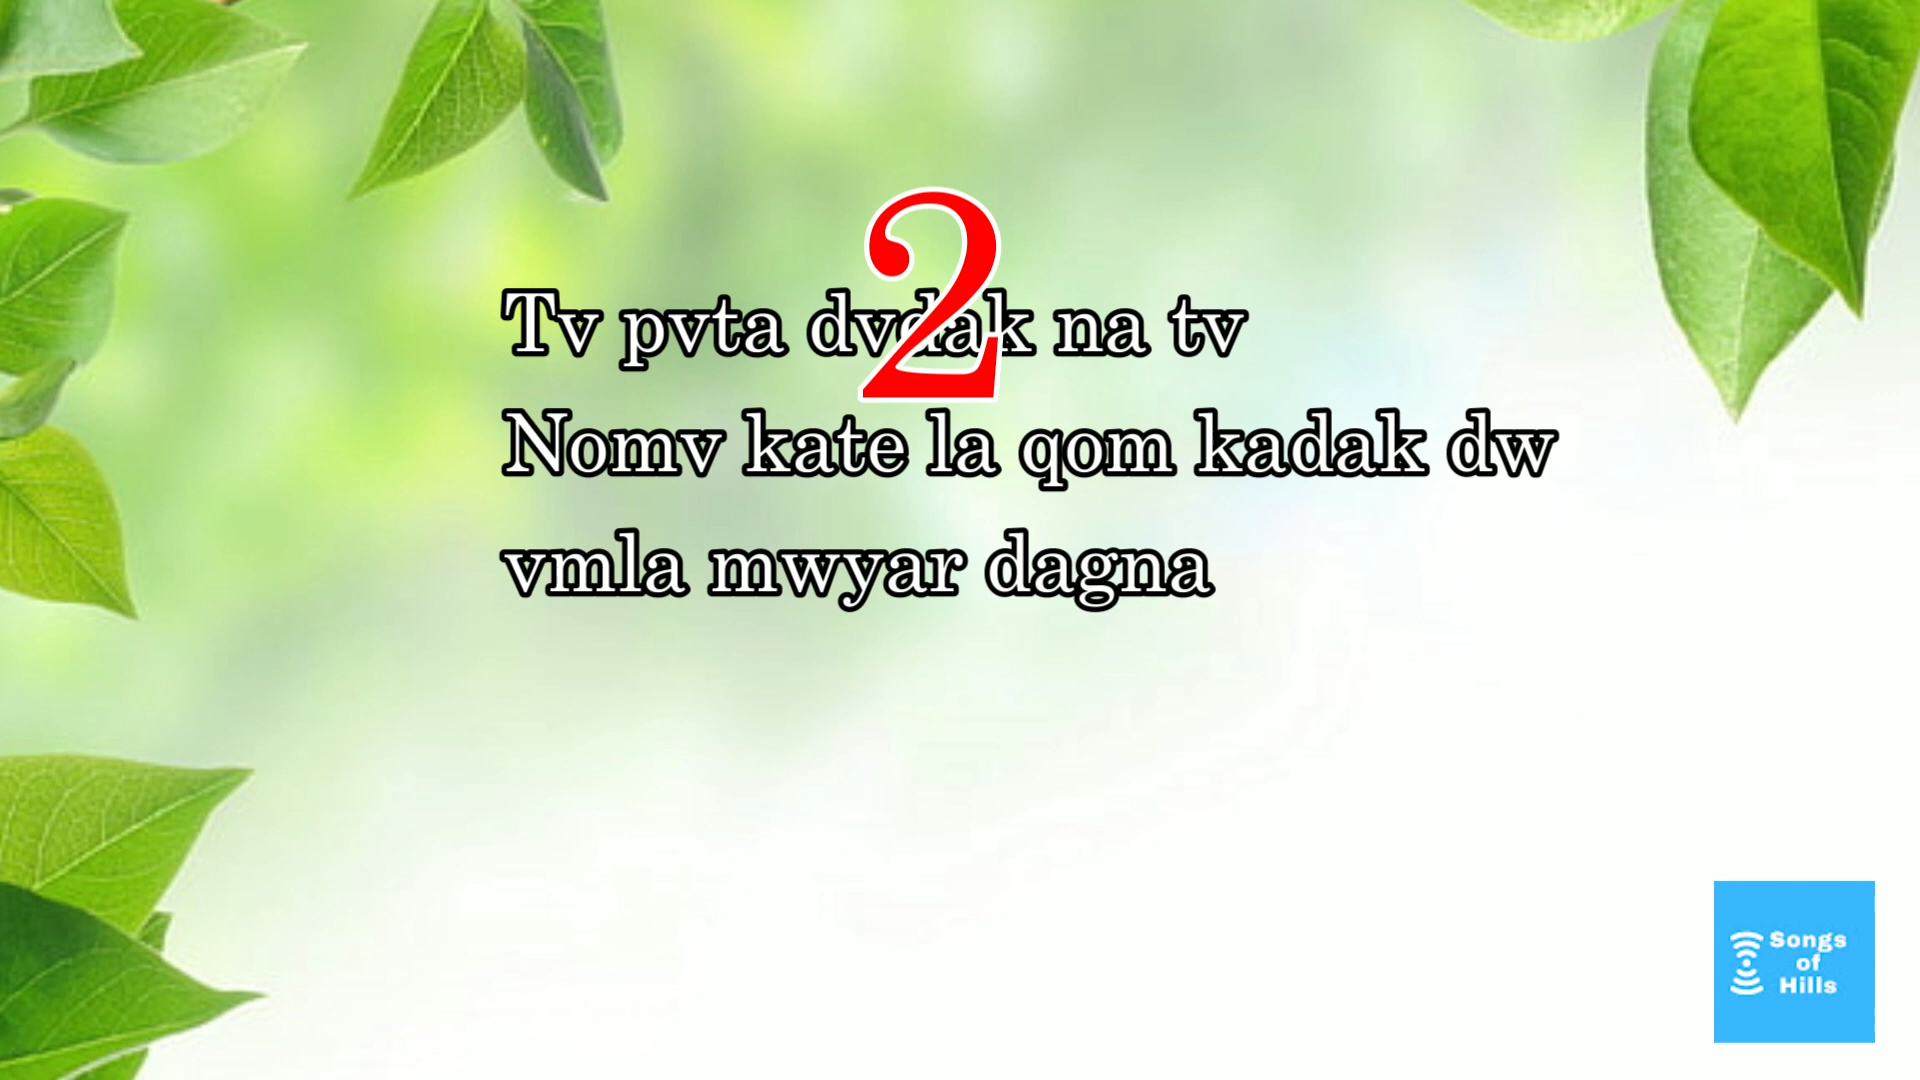 2
Tv pvta dvdak na tv
Nomv kate la qom kadak dw
vmla mwyar dagna
Songs
of
Hills